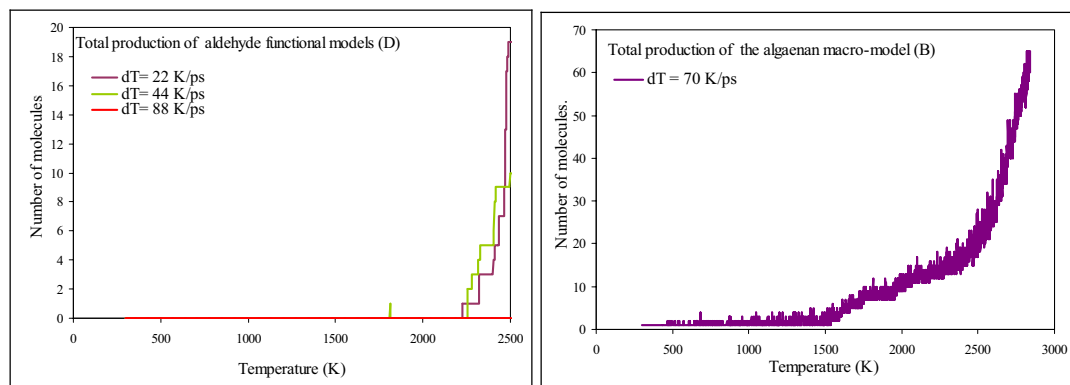 Total production of aldehyde functional models (D)
dT= 22 K/ps
dT= 44 K/ps
dT= 88 K/ps
Number of molecules
20
18
16
14
12
10
8
6
4
2
0
0 500 1000 1500 2000 2500
Temperature (K)
Total production of the algaenan macro-model (B)
dT = 70 K/ps
Number of molecules.
70
60
50
40
30
20
10
0
0 500 1000 1500 2000 2500 3000
Temperature (K)